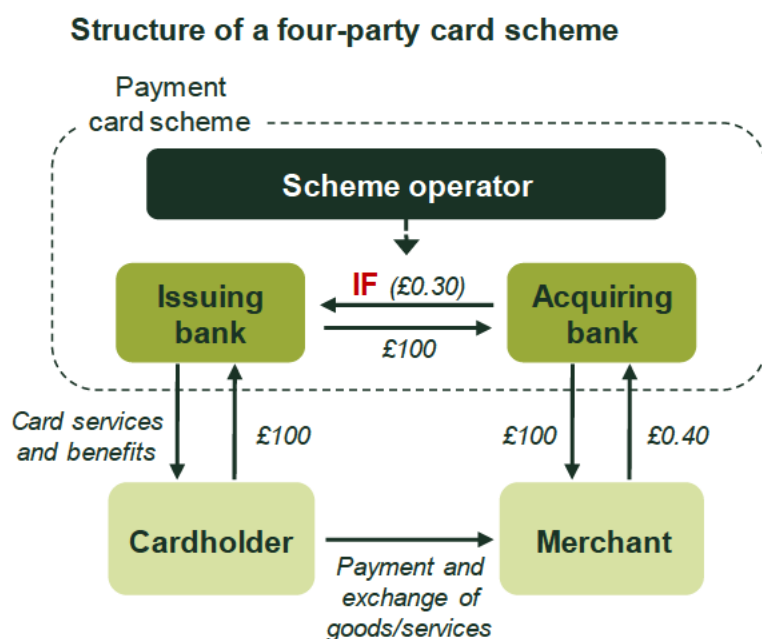 Structure of a four-party card scheme
Payment
card scheme
Scheme operator
Issuing
bank
IF (£0.30)
£100
Acquiring
bank
Card services
and benefits
£100
£100
£0.40
Cardholder
Merchant
Payment and
exchange of
goods/services